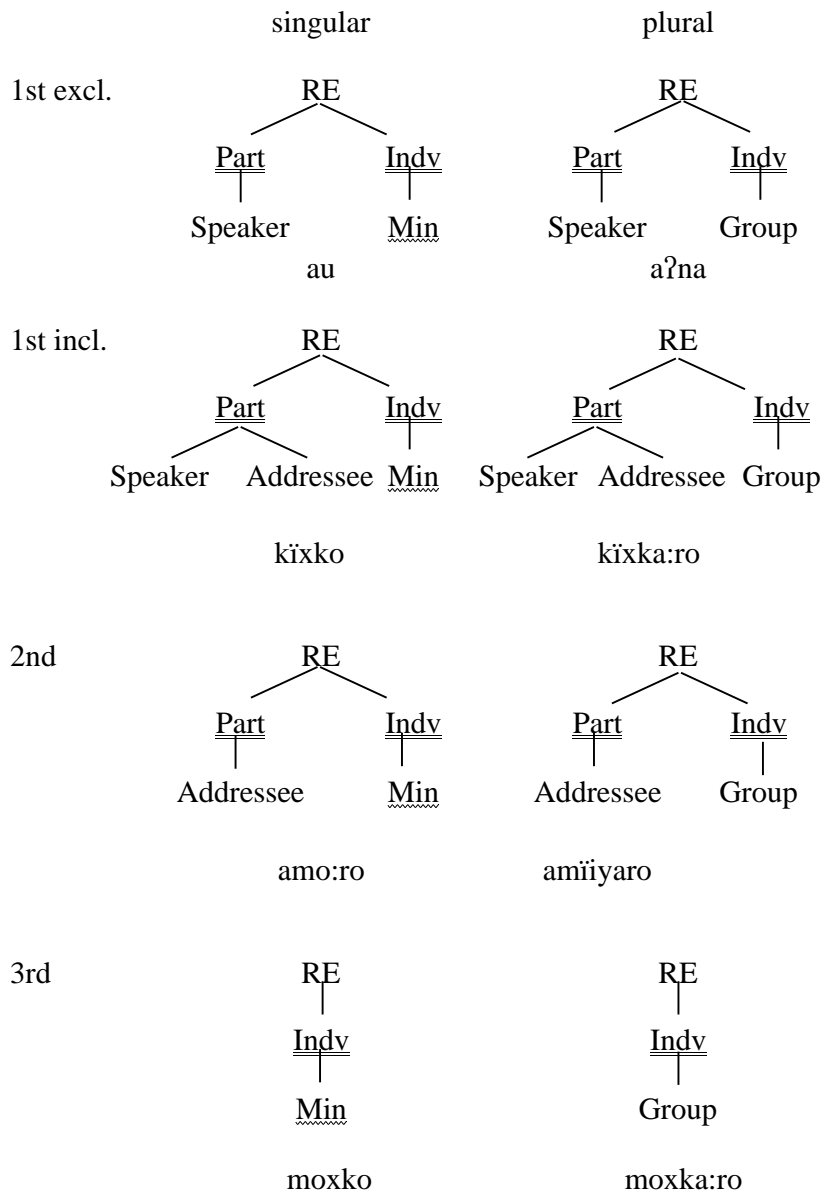 singular plural
1st excl. RE RE
Part Indv Part Indv
Speaker Min Speaker Group
au aʔna
1st incl. RE RE
Part Indv Part Indv
Speaker Addressee Min Speaker Addressee Group
kïxko kïxka:ro
2nd RE RE
Part Indv Part Indv
Addressee Min Addressee Group
amo:ro amïiyaro
3rd RE RE
Indv Indv
Min Group
moxko moxka:ro